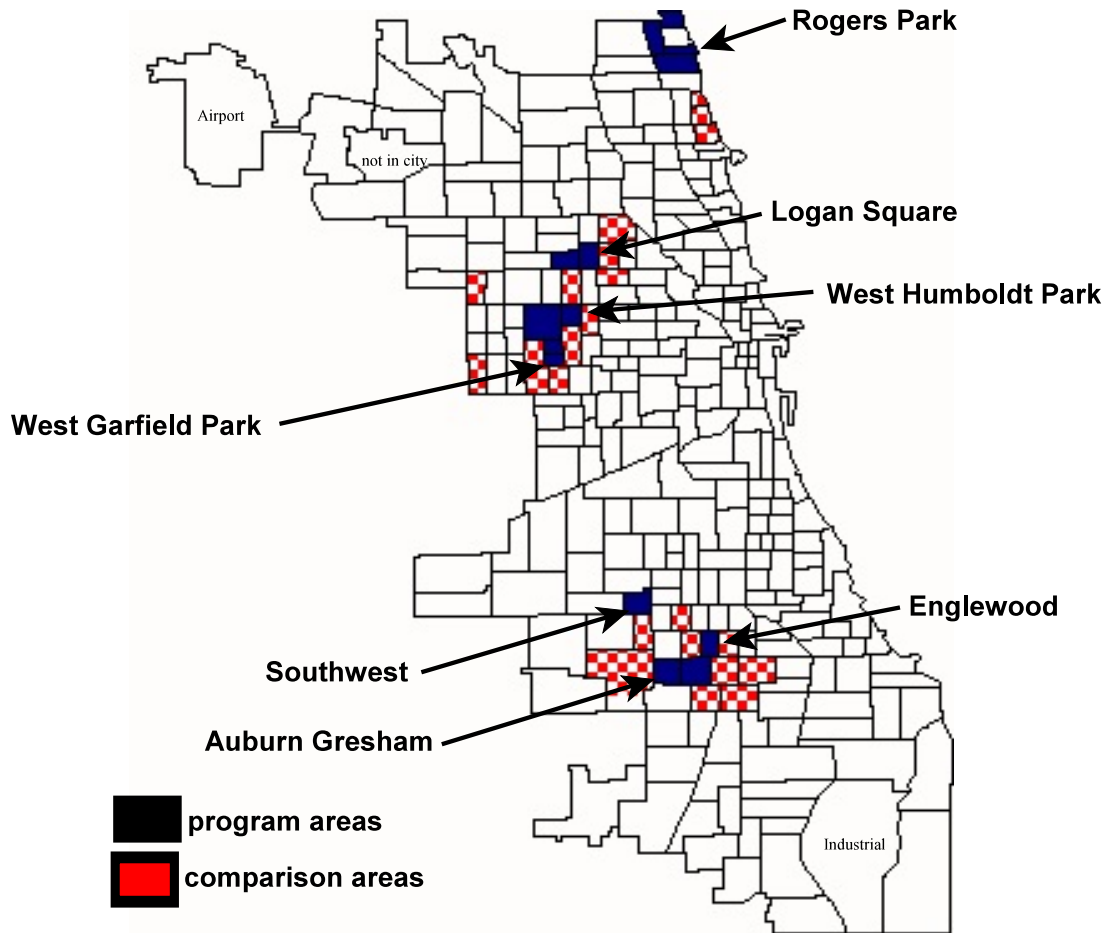 Rogers Park
Airport
not in city
Logan Square
West Humboldt Park
West Garfield Park
Englewood
Southwest
Auburn Gresham
program areas
Industrial
comparison areas